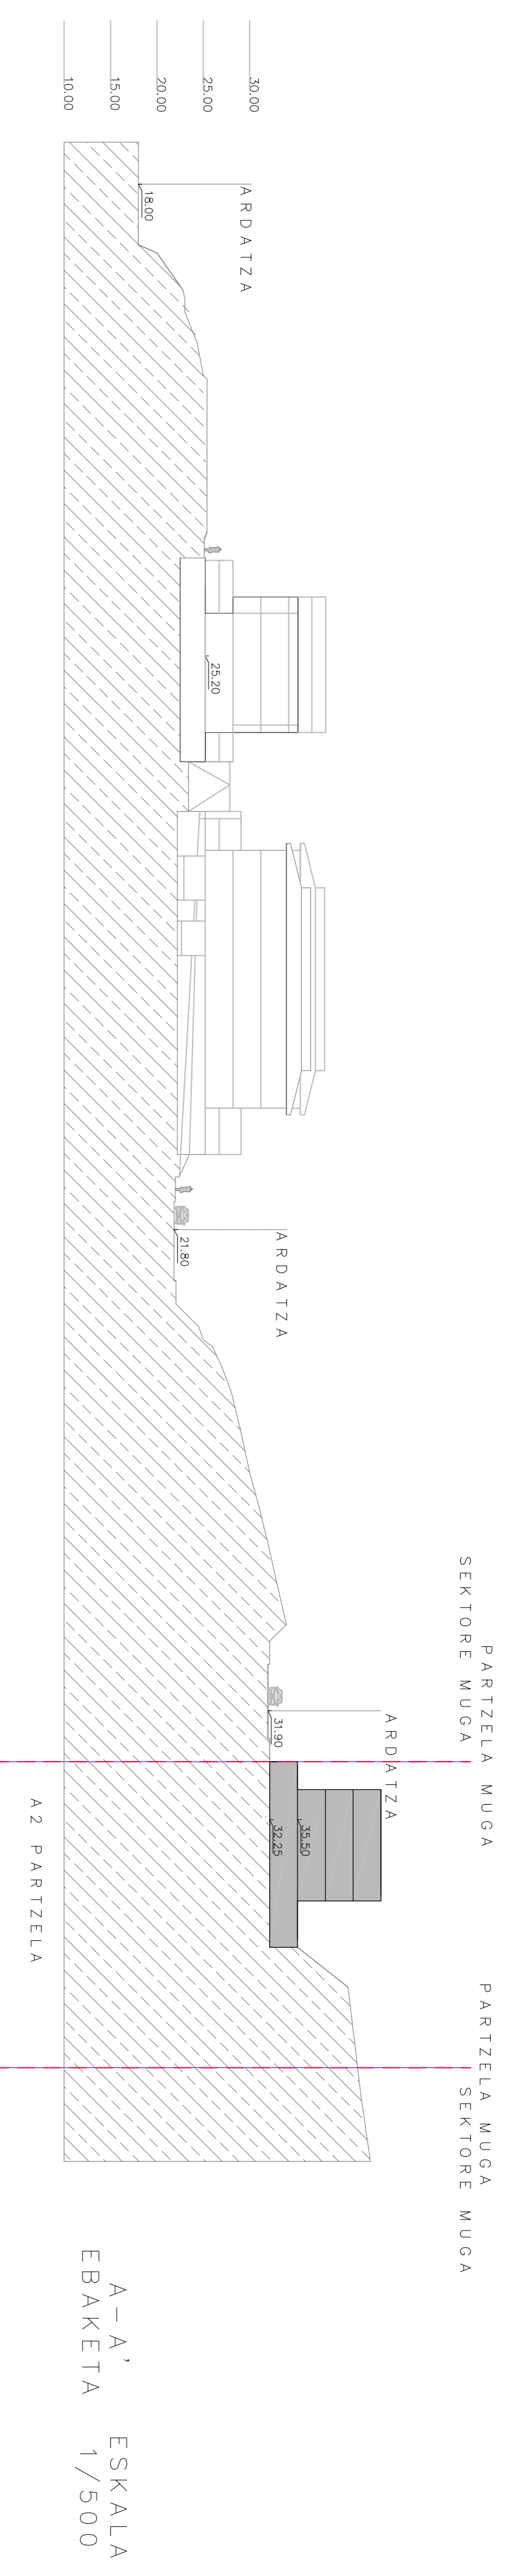 30.00
25.00
20.00
15.00
10.00
ARDATZA
18.00
25.20
ARDATZA
21.80
PARTZELA MUGA
SEKTORE MUGA
ARDATZA
31.90
35.50
32.25
A2 PARTZELA
PARTZELA MUGA
SEKTORE MUGA
A-A'
EBAKETA
ESKALA
1/500